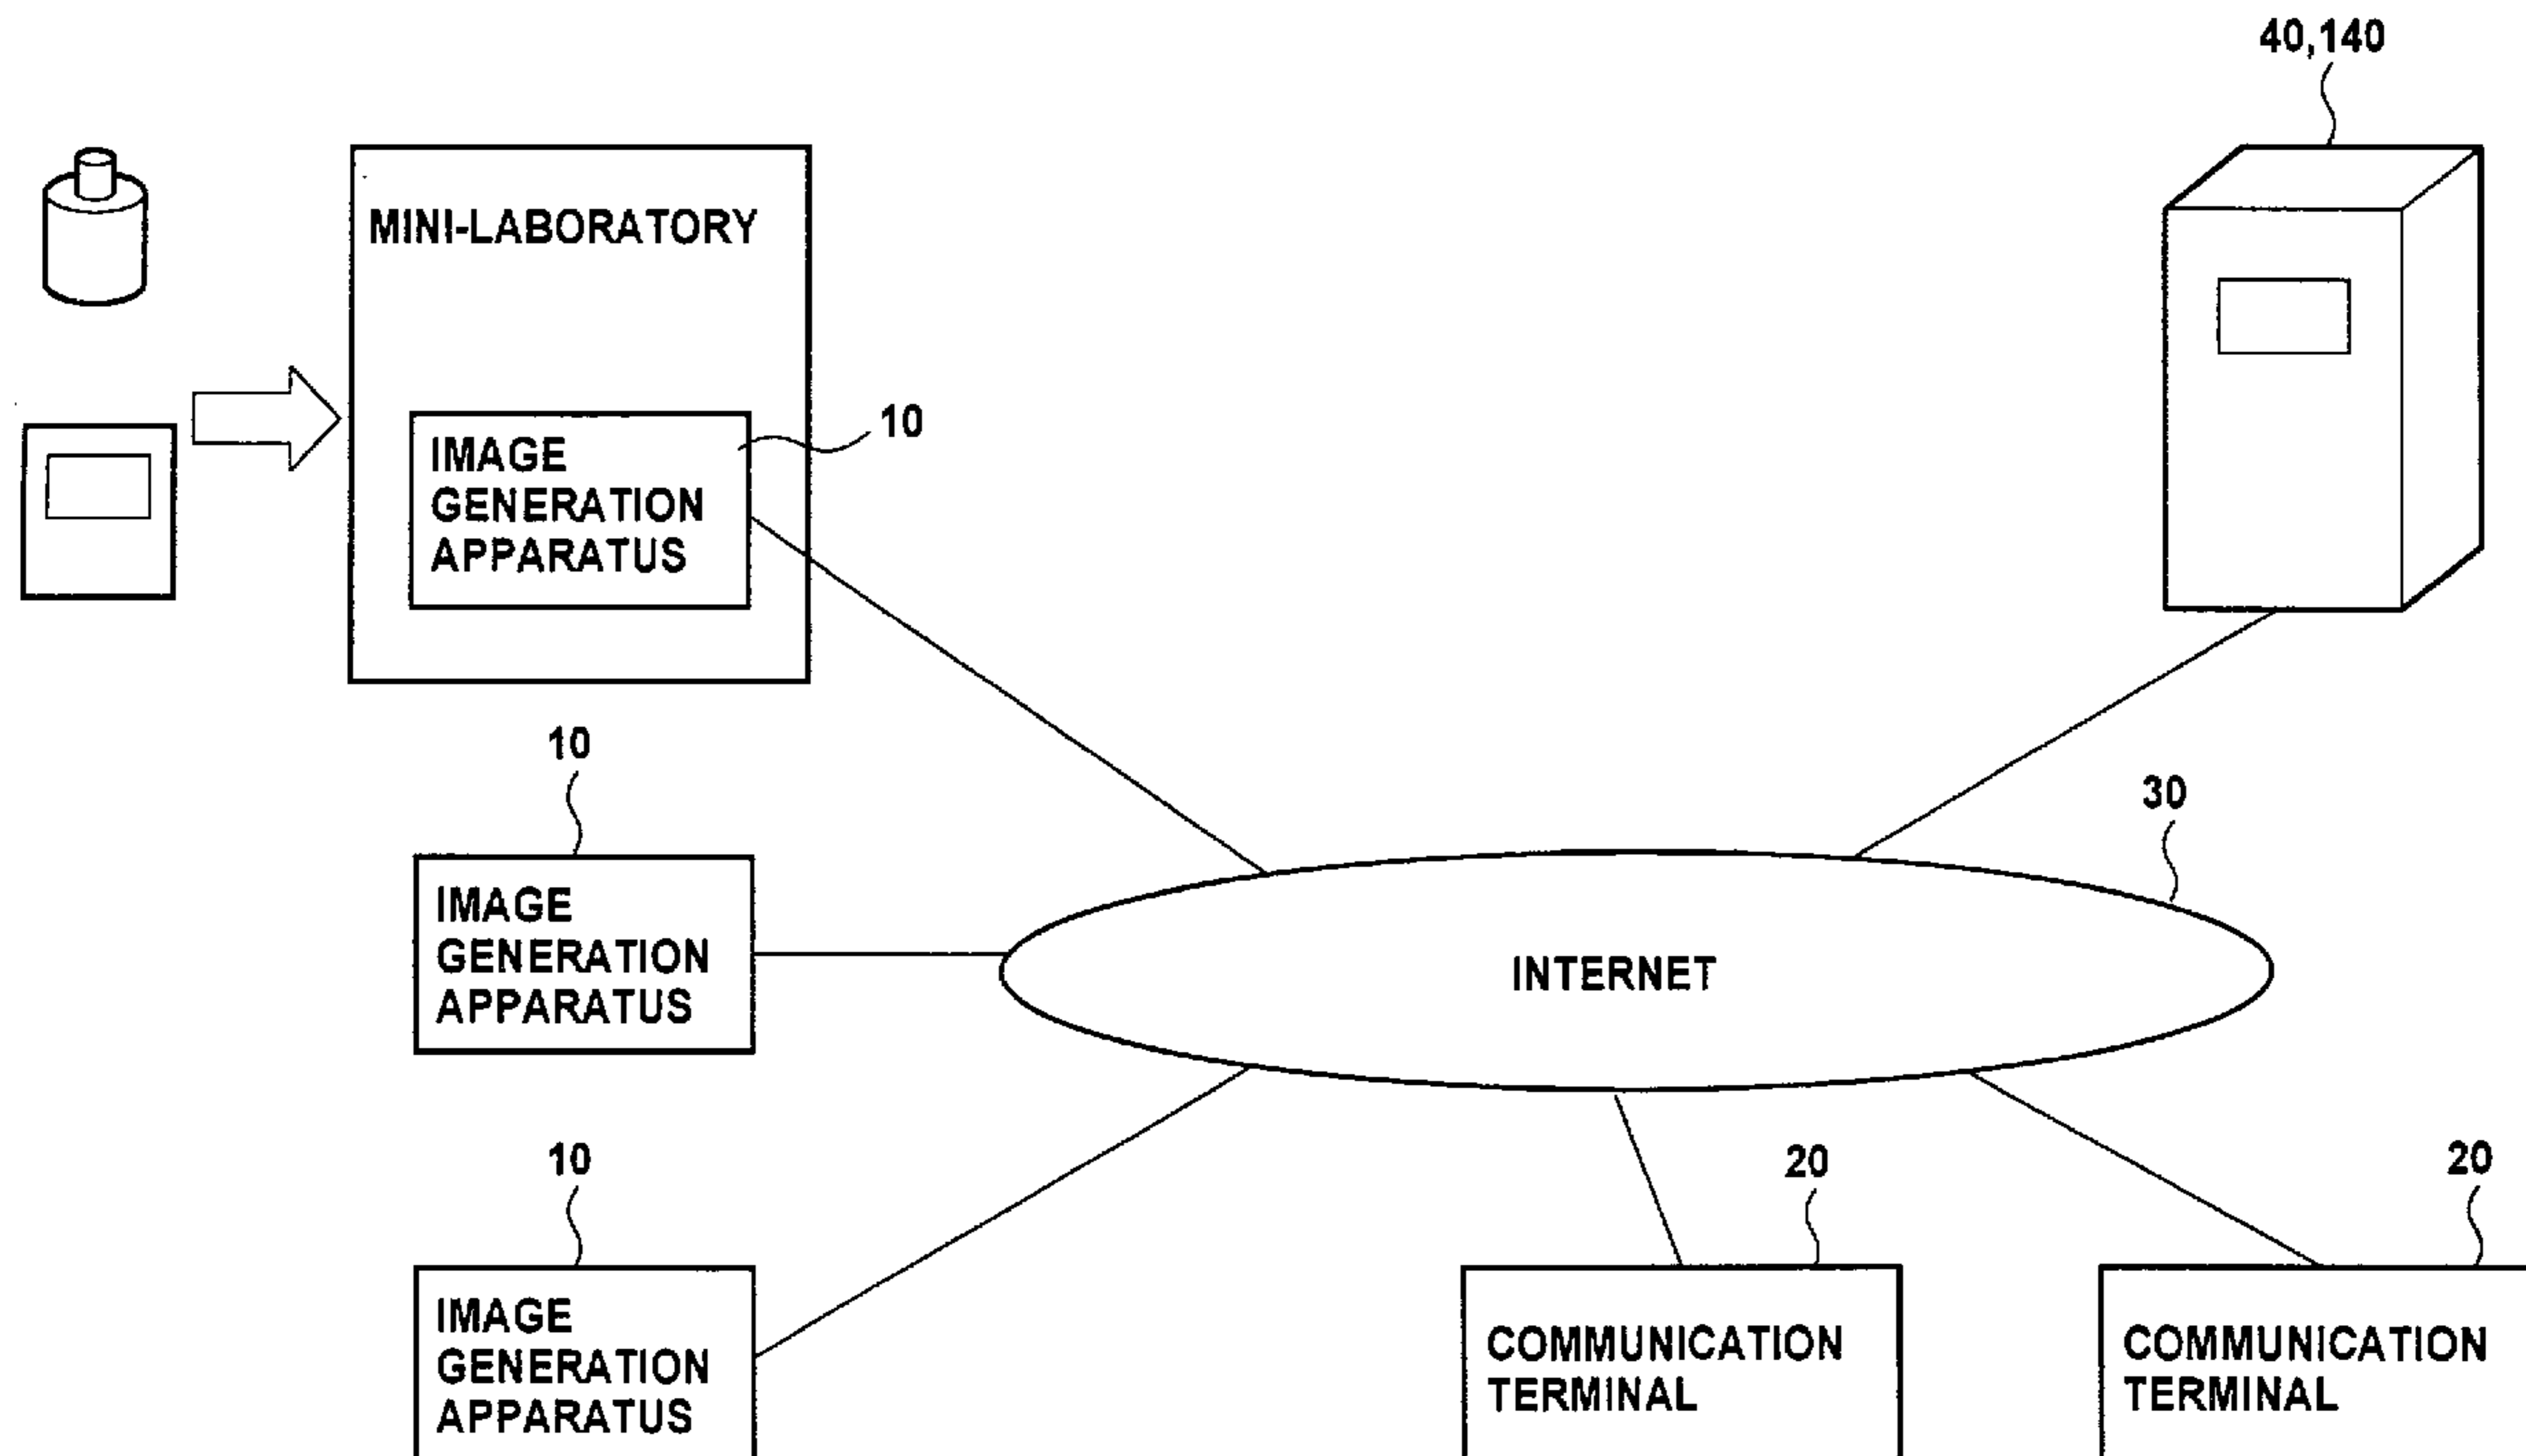 40,140
MINI-LABORATORY
10
IMAGE
GENERATION
APPARATUS
10
30
IMAGE
GENERATION
APPARATUS
INTERNET
10
20
20
IMAGE
GENERATION
APPARATUS
COMMUNICATION
TERMINAL
COMMUNICATION
TERMINAL